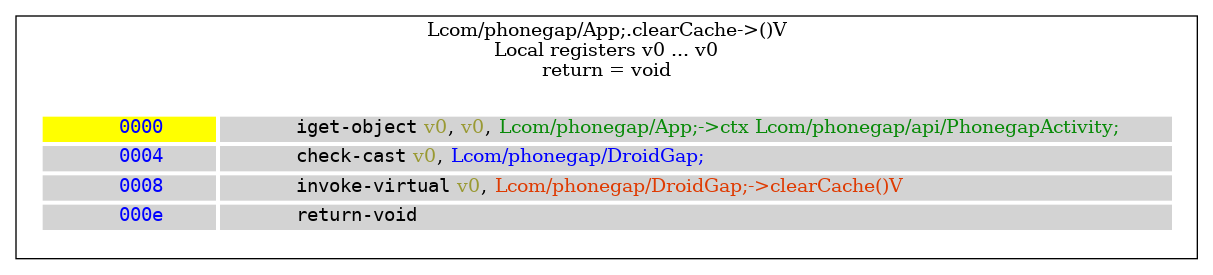 Lcom/phonegap/App;.clearCache->()V
Local registers v0 ... v0
return = void
0000 iget-object v0, v0, Lcom/phonegap/App;->ctx Lcom/phonegap/api/PhonegapActivity;
0004 check-cast v0, Lcom/phonegap/DroidGap;
0008 invoke-virtual v0, Lcom/phonegap/DroidGap;->clearCache()V
000e return-void